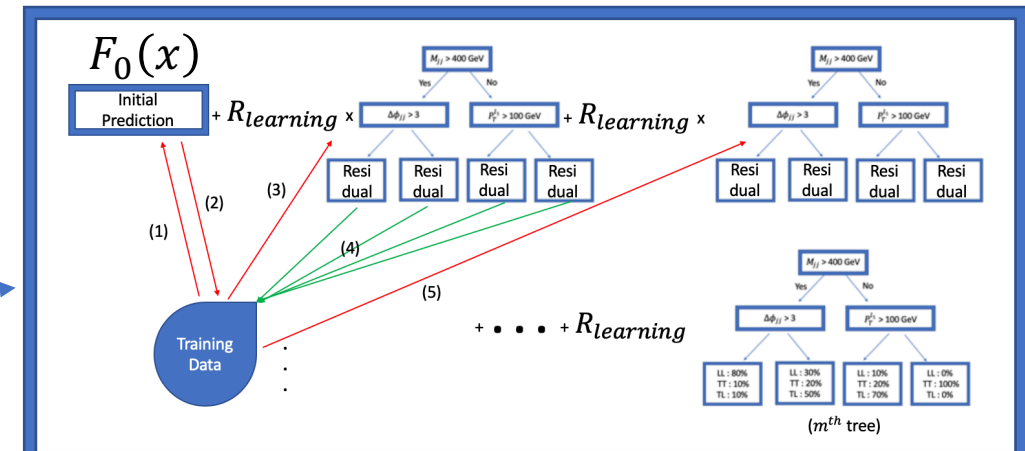 F₀(x)
Initial
Prediction
+ R_learning x
M_jj > 400 GeV
Yes No
Δϕ_jj > 3
P_T^{j_1} > 100 GeV
Resi
dual
Resi
dual
Resi
dual
Resi
dual
+ R_learning x
M_jj > 400 GeV
Yes No
Δϕ_jj > 3
P_T^{j_1} > 100 GeV
Resi
dual
Resi
dual
Resi
dual
Resi
dual
(1)
(2)
(3)
(4)
(5)
Training
Data
+ • • • • + R_learning
M_jj > 400 GeV
Yes No
Δϕ_jj > 3
P_T^{j_1} > 100 GeV
LL : 80%
TT : 10%
TL : 10%
LL : 30%
TT : 20%
TL : 50%
LL : 10%
TT : 20%
TL : 70%
LL : 0%
TT : 100%
TL : 0%
(m^{th} tree)